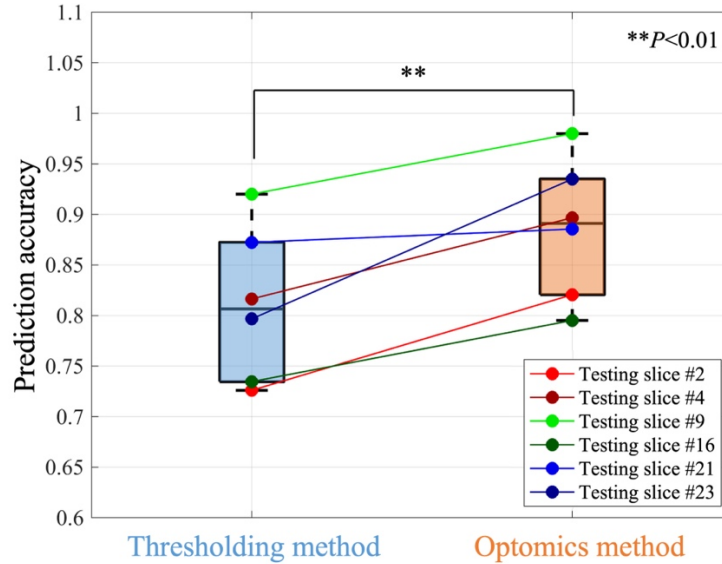 1.1
**P<0.01
1.05
**
1
0.95
0.9
0.85
0.8
0.75
0.7
0.65
0.6
Prediction accuracy
Testing slice #2
Testing slice #4
Testing slice #9
Testing slice #16
Testing slice #21
Testing slice #23
Thresholding method
Optomics method